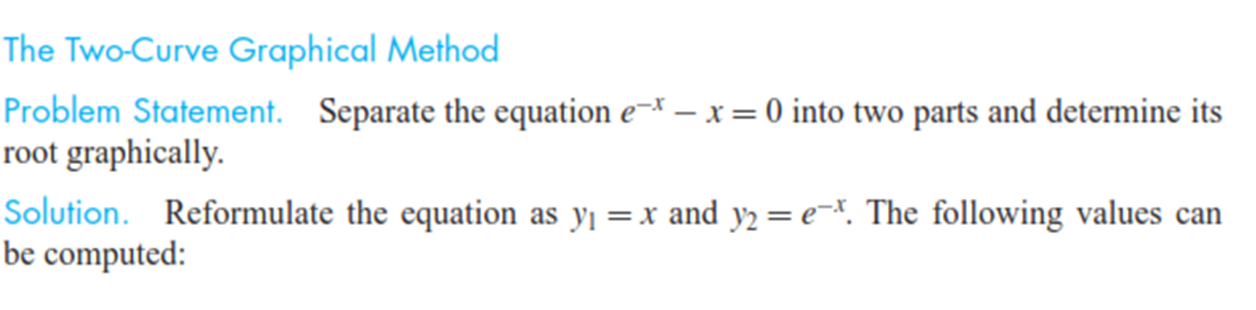 The Two-Curve Graphical Method
Problem Statement. Separate the equation e⁻ˣ – x = 0 into two parts and determine its
root graphically.
Solution. Reformulate the equation as y₁ = x and y₂ = e⁻ˣ. The following values can
be computed: